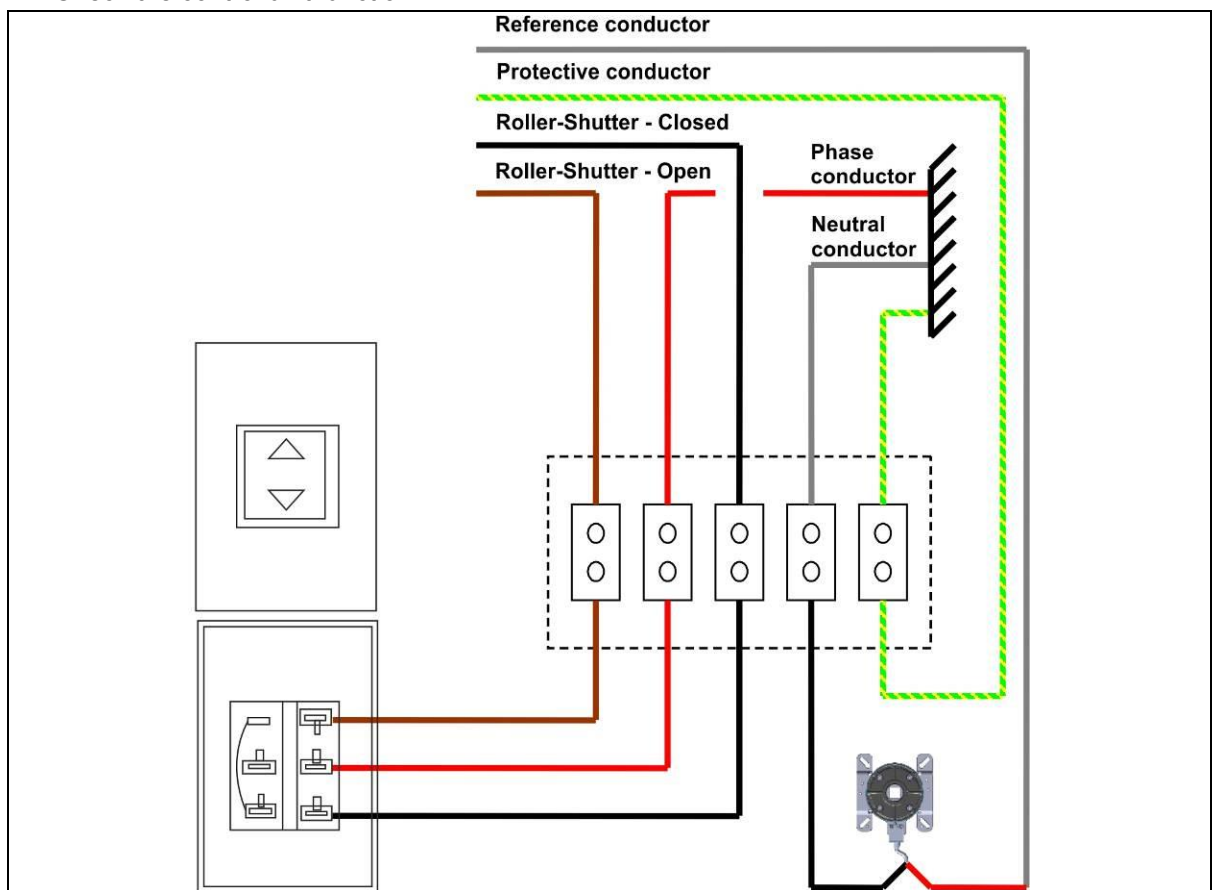 Reference conductor
Protective conductor
Roller-Shutter - Closed
Roller-Shutter - Open
Phase
conductor
Neutral
conductor